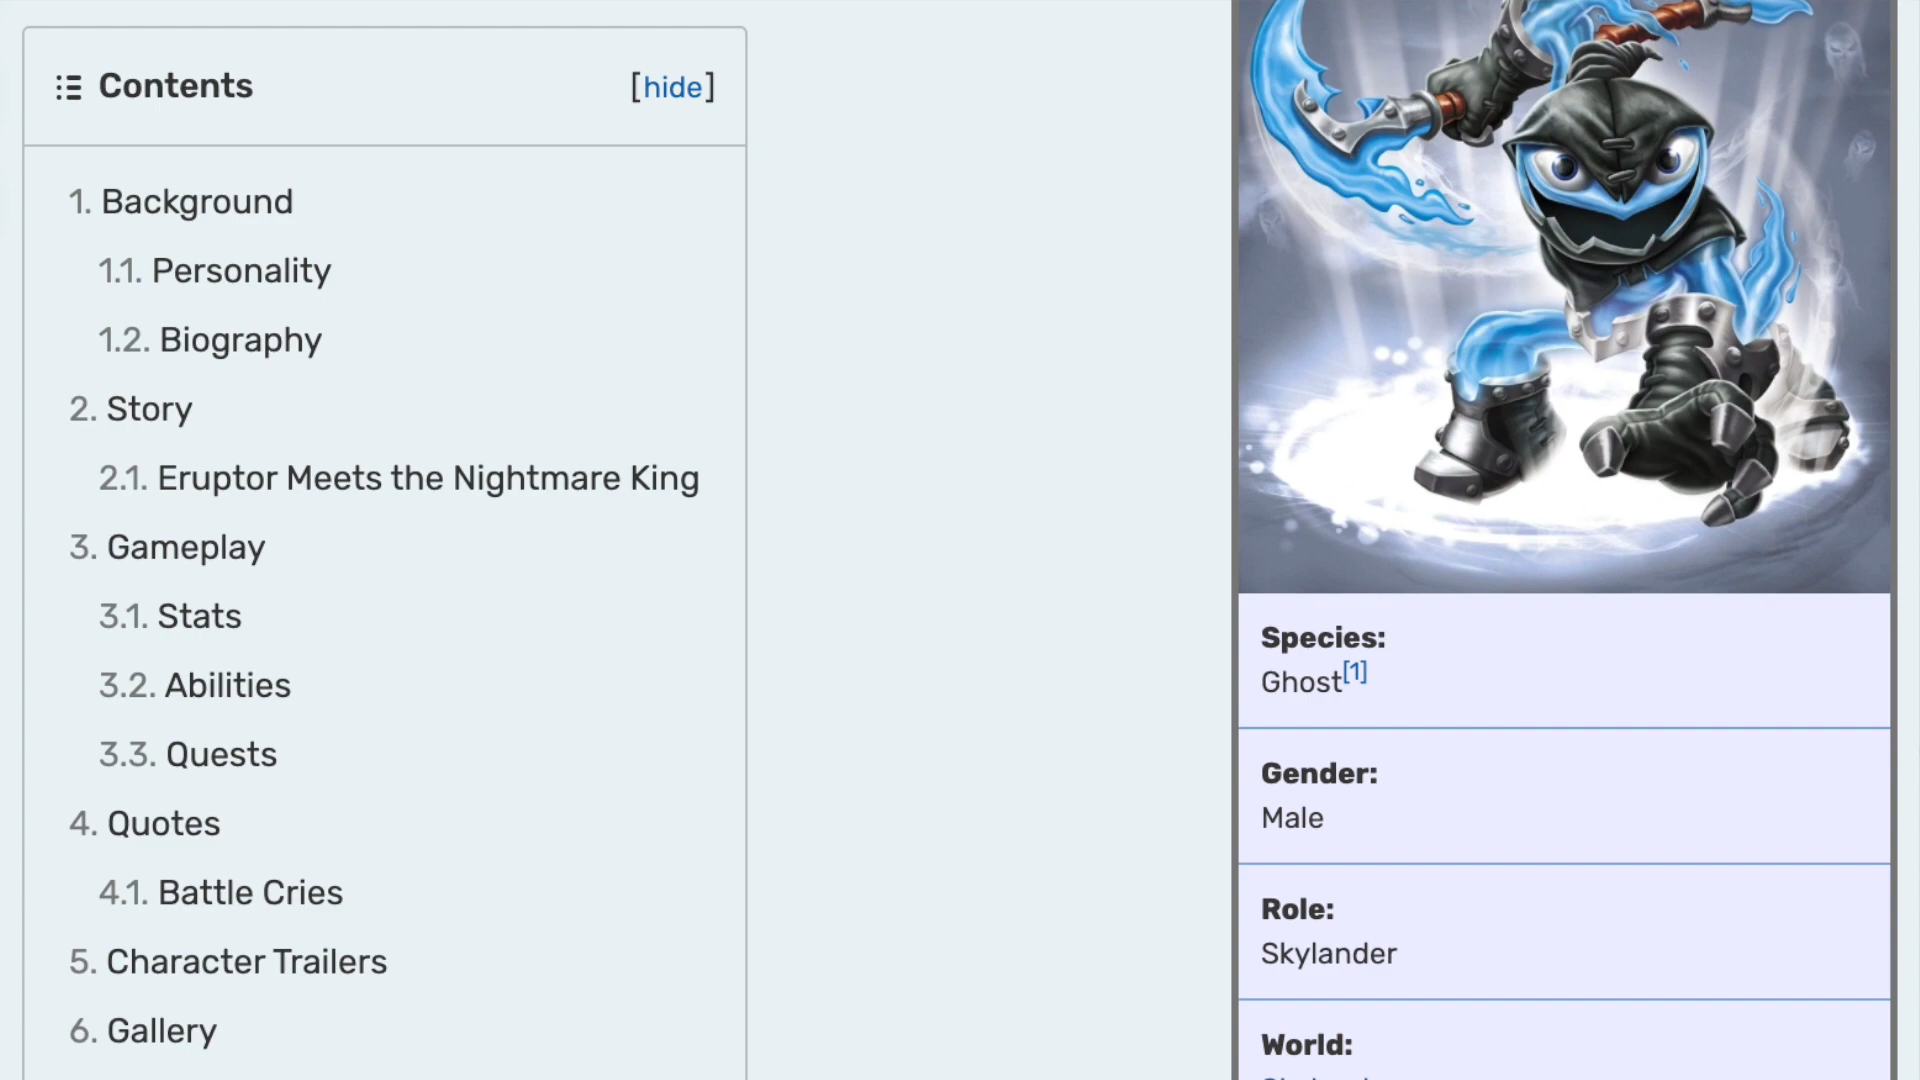 Contents [hide]
1. Background
1.1. Personality
1.2. Biography
2. Story
2.1. Eruptor Meets the Nightmare King
3. Gameplay
3.1. Stats
3.2. Abilities
3.3. Quests
4. Quotes
4.1. Battle Cries
5. Character Trailers
6. Gallery
Species:
Ghost[1]
Gender:
Male
Role:
Skylander
World: